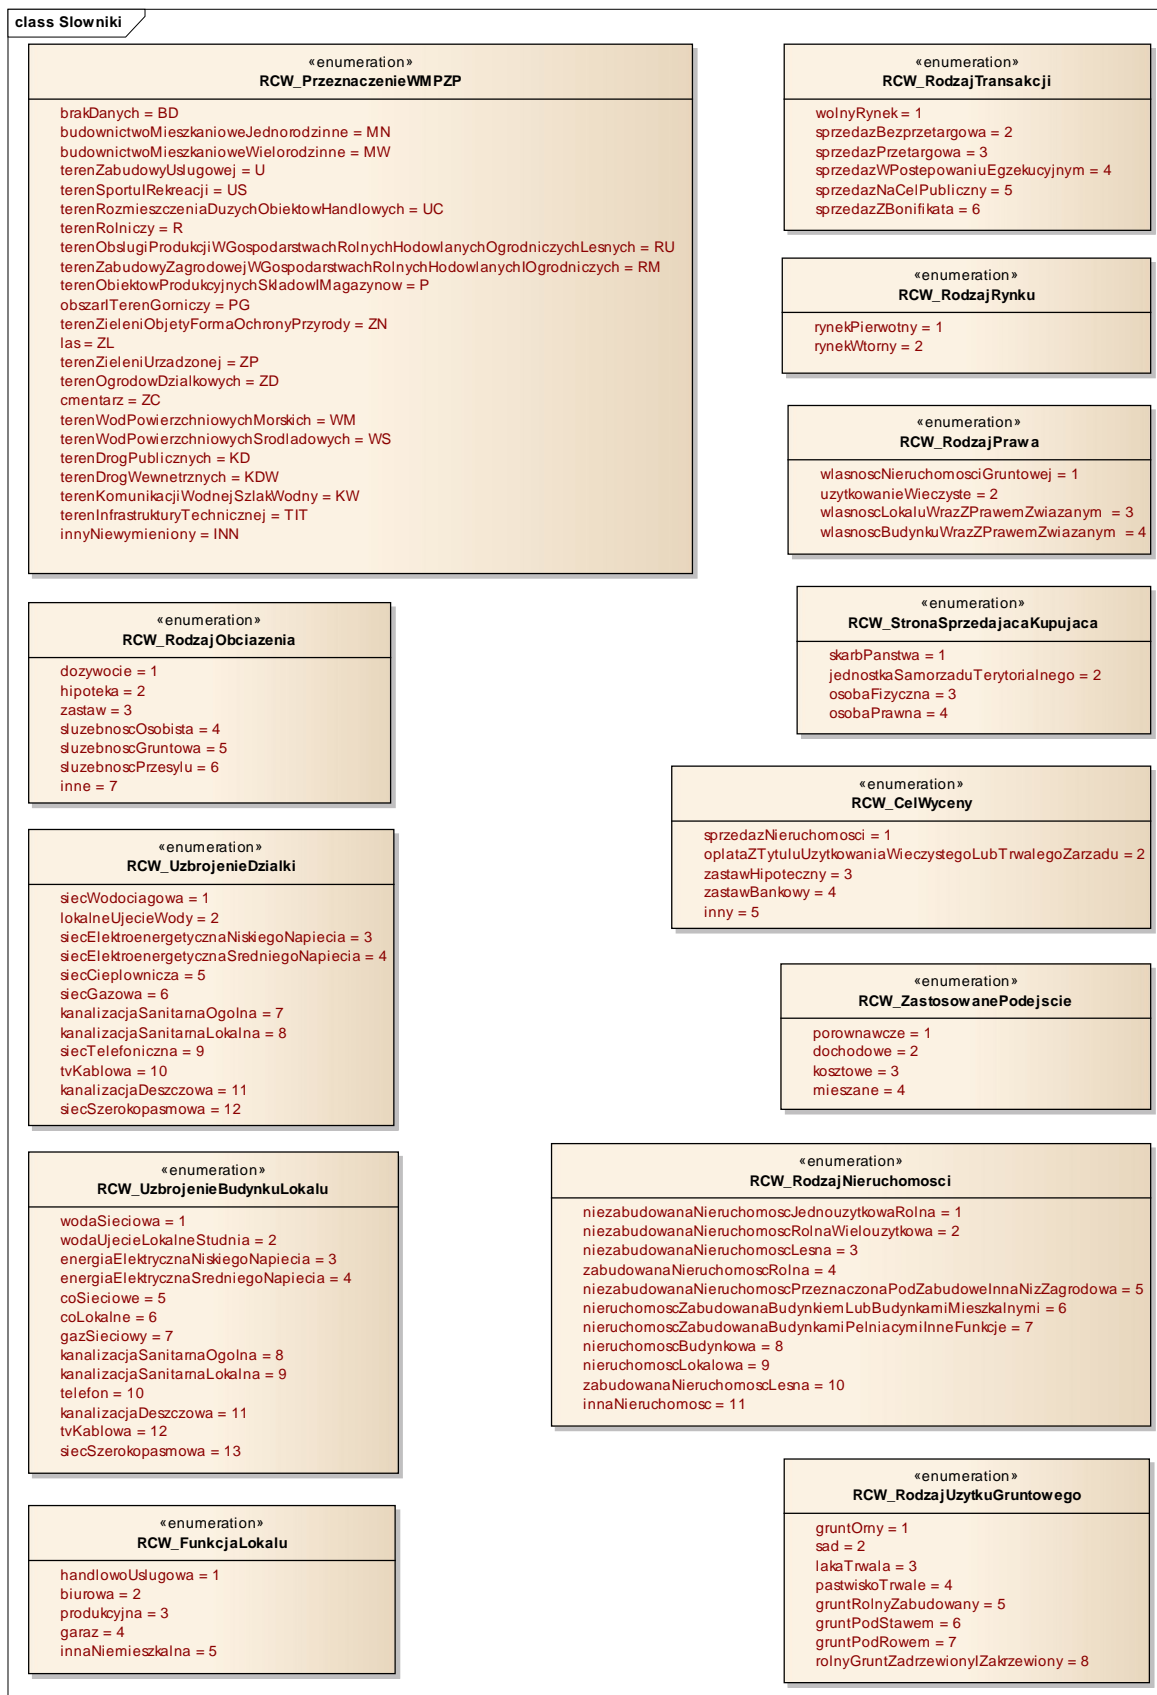 class Slowniki
«enumeration»
RCW_PrzeznaczenieWMPZP
brakDanych = BD
budownictwoMieszkanioweJednorodzinne = MN
budownictwoMieszkanioweWielorodzinne = MW
terenZabudowyUslugowej = U
terenSportuIRekreacji = US
terenRozmieszczeniaDuzychObiektowHandlowych = UC
terenRolniczy = R
terenObslugiProdukcjiWGospodarstwachRolnychHodowlanychOgrodniczychLesnych = RU
terenZabudowyZagrodowejWGospodarstwachRolnychHodowlanychIOgrodniczych = RM
terenObiektowProdukcyjnychSkladowIMagazynow = P
obszarITerenGorniczy = PG
terenZieleniObjetyFormaOchronyPrzyrody = ZN
las = ZL
terenZieleniUrzadzonej = ZP
terenOgrodowDzialkowych = ZD
cmentarz = ZC
terenWodPowierzchniowychMorskich = WM
terenWodPowierzchniowychSrodladowych = WS
terenDrogPublicznych = KD
terenDrogWewnetrznych = KDW
terenKomunikacjiWodnejSzlakWodny = KW
terenInfrastrukturyTechnicznej = TIT
innyNiewymieniony = INN
«enumeration»
RCW_RodzajObciazenia
dozywocie = 1
hipoteka = 2
zastaw = 3
sluzebnoscOsobista = 4
sluzebnoscGruntowa = 5
sluzebnoscPrzesylu = 6
inne = 7
«enumeration»
RCW_UzbrojenieDzialki
siecWodociagowa = 1
lokalneUjecieWody = 2
siecElektroenergetycznaNiskiegoNapiecia = 3
siecElektroenergetycznaSredniegoNapiecia = 4
siecCieplownicza = 5
siecGazowa = 6
kanalizacjaSanitarnaOgolna = 7
kanalizacjaSanitarnaLokalna = 8
siecTelefoniczna = 9
tvKablowa = 10
kanalizacjaDeszczowa = 11
siecSzerokopasmowa = 12
«enumeration»
RCW_UzbrojenieBudynkuLokalu
wodaSieciowa = 1
wodaUjecieLokalneStudnia = 2
energiaElektrycznaNiskiegoNapiecia = 3
energiaElektrycznaSredniegoNapiecia = 4
coSieciowe = 5
coLokalne = 6
gazSieciowy = 7
kanalizacjaSanitarnaOgolna = 8
kanalizacjaSanitarnaLokalna = 9
telefon = 10
kanalizacjaDeszczowa = 11
tvKablowa = 12
siecSzerokopasmowa = 13
«enumeration»
RCW_FunkcjaLokalu
handlowoUslugowa = 1
biurowa = 2
produkcyjna = 3
garaz = 4
innaNiemieszkalna = 5
«enumeration»
RCW_RodzajTransakcji
wolnyRynek = 1
sprzedazBezprzetargowa = 2
sprzedazPrzetargowa = 3
sprzedazWPostepowaniuEgzekucyjnym = 4
sprzedazNaCelPubliczny = 5
sprzedazZBonifikata = 6
«enumeration»
RCW_RodzajRynku
rynekPierwotny = 1
rynekWtorny = 2
«enumeration»
RCW_RodzajPrawa
wlasnoscNieruchomosciGruntowej = 1
uzytkowanieWieczyste = 2
wlasnoscLokaluWrazZPrawemZwiazanym = 3
wlasnoscBudynkuWrazZPrawemZwiazanym = 4
«enumeration»
RCW_StronaSprzedajacaKupujaca
skarbPanstwa = 1
jednostkaSamorzaduTerytorialnego = 2
osobaFizyczna = 3
osobaPrawna = 4
«enumeration»
RCW_CelWyceny
sprzedazNieruchomosci = 1
oplataZTytuluUzytkowaniaWieczystegoLubTrwalegoZarzadu = 2
zastawHipoteczny = 3
zastawBankowy = 4
inny = 5
«enumeration»
RCW_ZastosowanePodejscie
porownawcze = 1
dochodowe = 2
kosztowe = 3
mieszane = 4
«enumeration»
RCW_RodzajNieruchomosci
niezabudowanaNieruchomoscJednouzytkowaRolna = 1
niezabudowanaNieruchomoscRolnaWielouzytkowa = 2
niezabudowanaNieruchomoscLesna = 3
zabudowanaNieruchomoscRolna = 4
niezabudowanaNieruchomoscPrzeznaczonaPodZabudoweInnaNizZagrodowa = 5
nieruchomoscZabudowanaBudynkiemLubBudynkamiMieszkalnymi = 6
nieruchomoscZabudowanaBudynkamiPelniacymiInneFunkcje = 7
nieruchomoscBudynkowa = 8
nieruchomoscLokalowa = 9
zabudowanaNieruchomoscLesna = 10
innaNieruchomosc = 11
«enumeration»
RCW_RodzajUzytkuGruntowego
gruntOrny = 1
sad = 2
lakaTrwala = 3
pastwiskoTrwale = 4
gruntRolnyZabudowany = 5
gruntPodStawem = 6
gruntPodRowem = 7
rolnyGruntZadrzewionyIZakrzewiony = 8